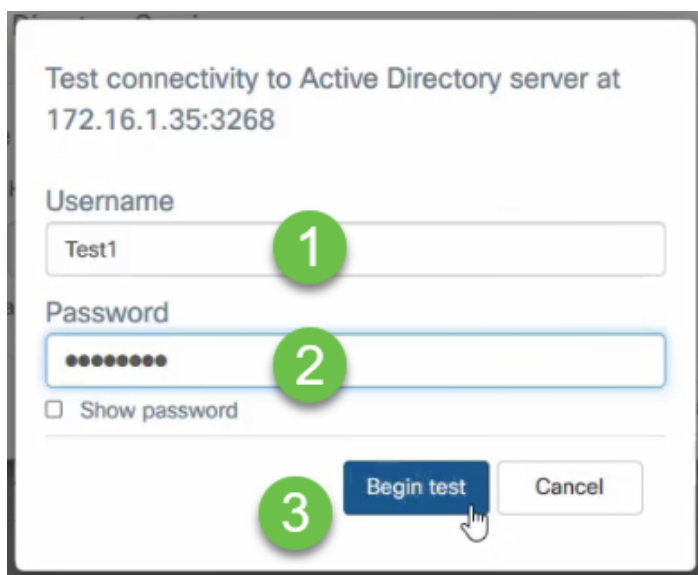 Test connectivity to Active Directory server at
172.16.1.35:3268
Username
Test1
1
Password
●●●●●●●●
2
Show password
3
Begin test
Cancel